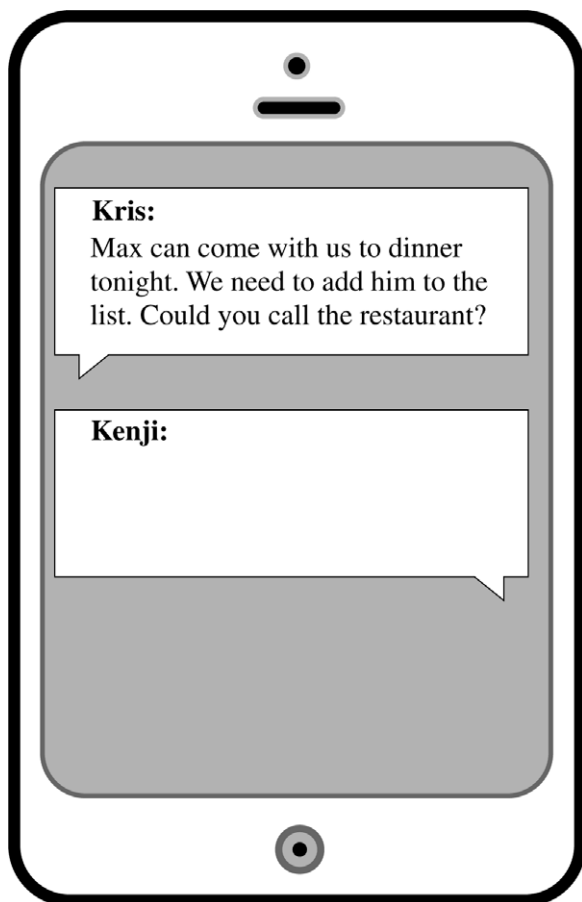 Kris:
Max can come with us to dinner
tonight. We need to add him to the
list. Could you call the restaurant?
Kenji: